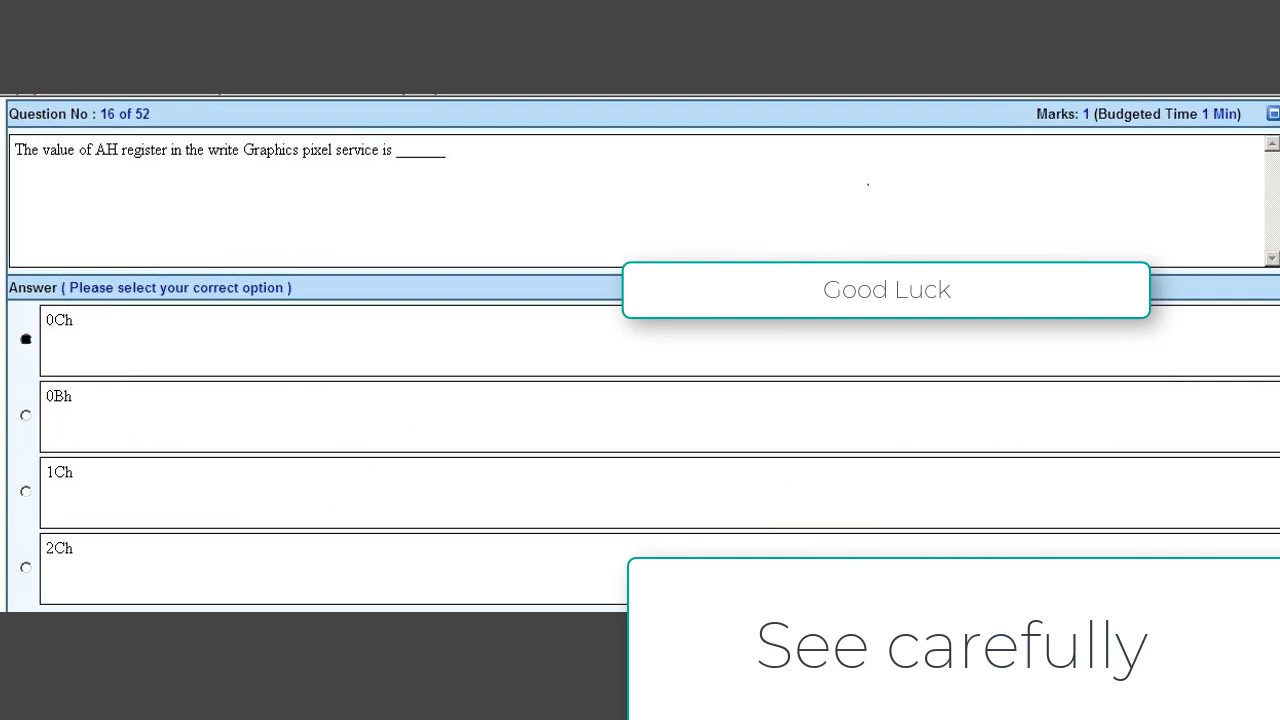 Question No : 16 of 52
Marks: 1 (Budgeted Time 1 Min)
The value of AH register in the write Graphics pixel service is ______
Answer ( Please select your correct option )
Good Luck
0Ch
0Bh
1Ch
2Ch
See carefully